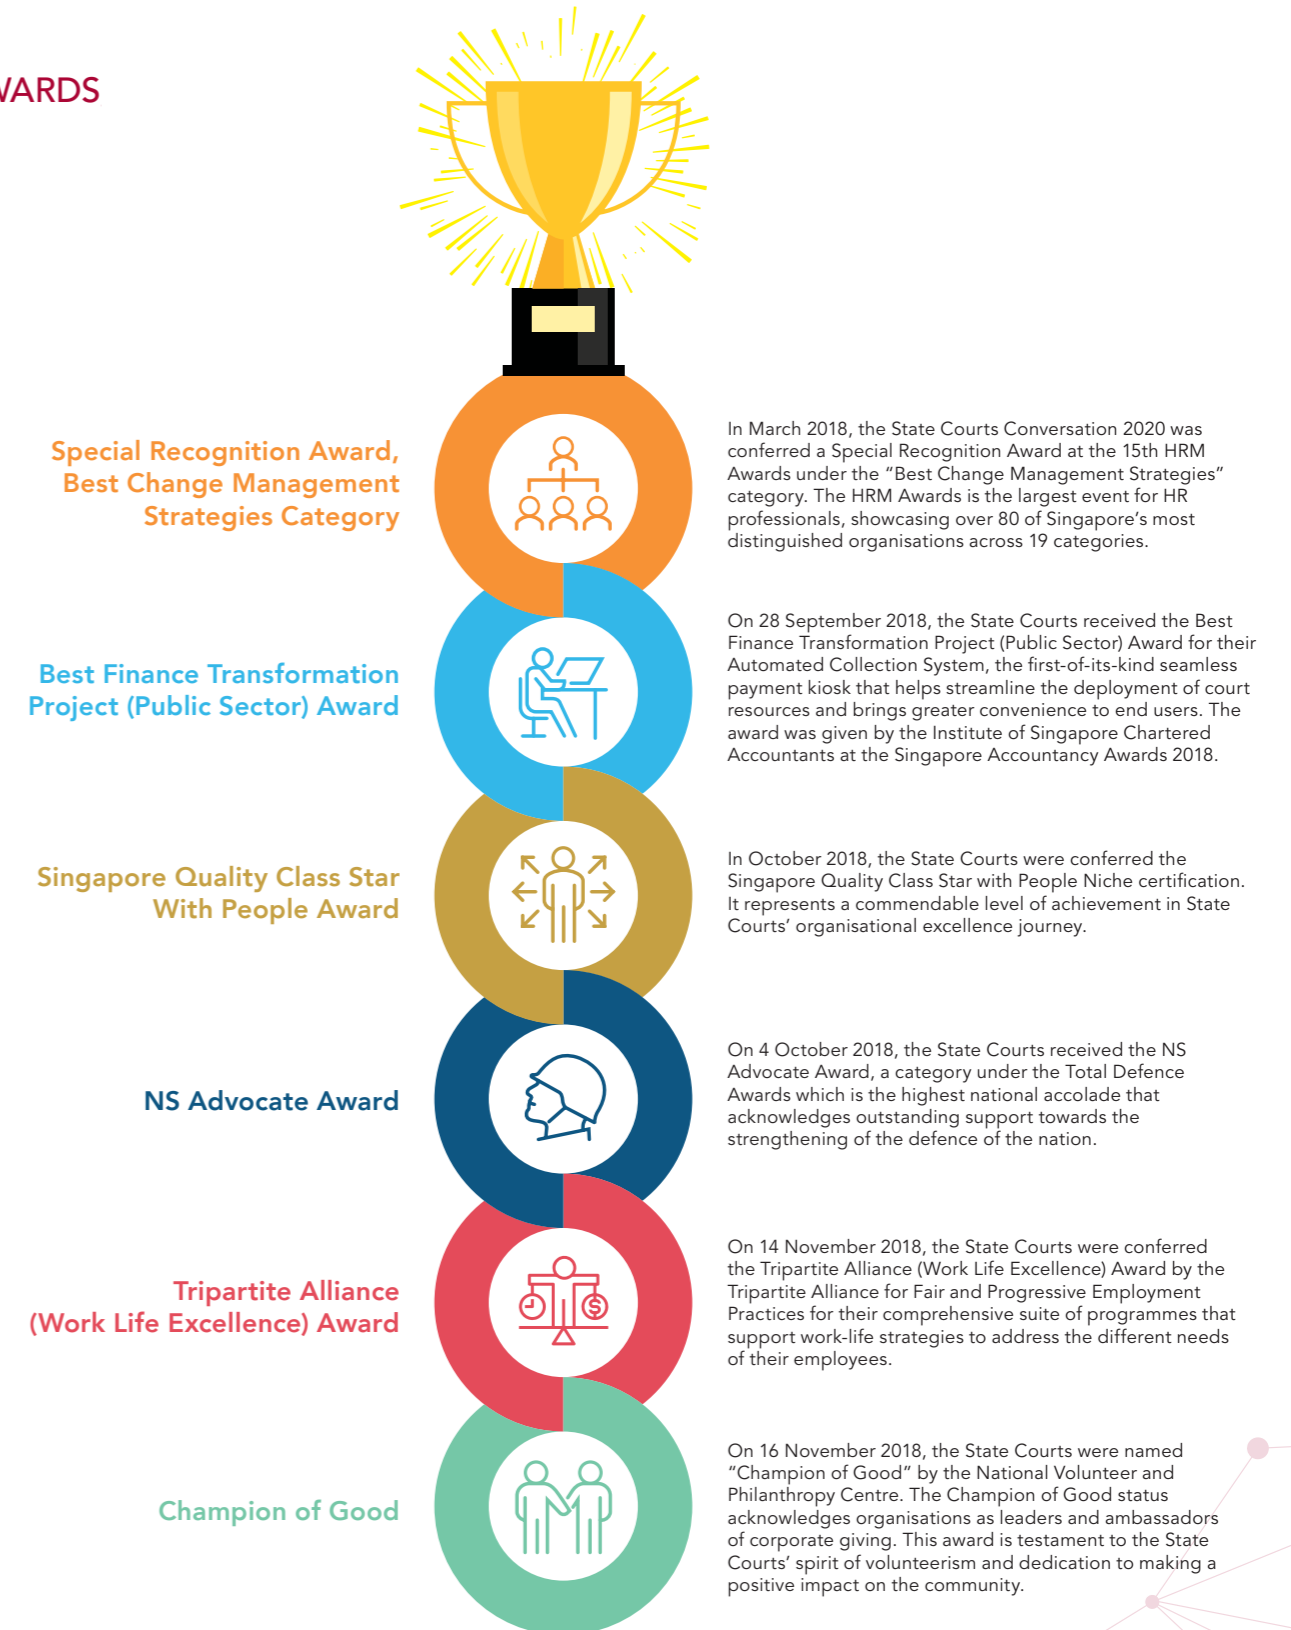 WARDS
Special Recognition Award,
Best Change Management
Strategies Category
In March 2018, the State Courts Conversation 2020 was
conferred a Special Recognition Award at the 15th HRM
Awards under the “Best Change Management Strategies”
category. The HRM Awards is the largest event for HR
professionals, showcasing over 80 of Singapore’s most
distinguished organisations across 19 categories.
Best Finance Transformation
Project (Public Sector) Award
On 28 September 2018, the State Courts received the Best
Finance Transformation Project (Public Sector) Award for their
Automated Collection System, the first-of-its-kind seamless
payment kiosk that helps streamline the deployment of court
resources and brings greater convenience to end users. The
award was given by the Institute of Singapore Chartered
Accountants at the Singapore Accountancy Awards 2018.
Singapore Quality Class Star
With People Award
In October 2018, the State Courts were conferred the
Singapore Quality Class Star with People Niche certification.
It represents a commendable level of achievement in State
Courts’ organisational excellence journey.
NS Advocate Award
On 4 October 2018, the State Courts received the NS
Advocate Award, a category under the Total Defence
Awards which is the highest national accolade that
acknowledges outstanding support towards the
strengthening of the defence of the nation.
Tripartite Alliance
(Work Life Excellence) Award
On 14 November 2018, the State Courts were conferred
the Tripartite Alliance (Work Life Excellence) Award by the
Tripartite Alliance for Fair and Progressive Employment
Practices for their comprehensive suite of programmes that
support work-life strategies to address the different needs
of their employees.
Champion of Good
On 16 November 2018, the State Courts were named
“Champion of Good” by the National Volunteer and
Philanthropy Centre. The Champion of Good status
acknowledges organisations as leaders and ambassadors
of corporate giving. This award is testament to the State
Courts’ spirit of volunteerism and dedication to making a
positive impact on the community.